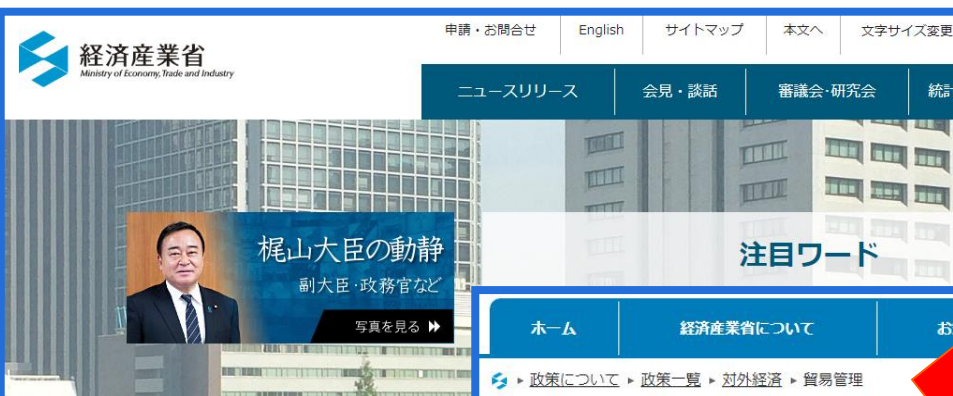 申請・お問合せ English サイトマップ 本文へ 文字サイズ変更
経済産業省
Ministry of Economy, Trade and Industry
ニュースリリース 会見・談話 審議会・研究会 統計
梶山大臣の動静
副大臣・政務官など
写真を見る
注目ワード
ホーム 経済産業省について お
政策について ▸ 政策一覧 ▸ 対外経済 ▸ 貿易管理